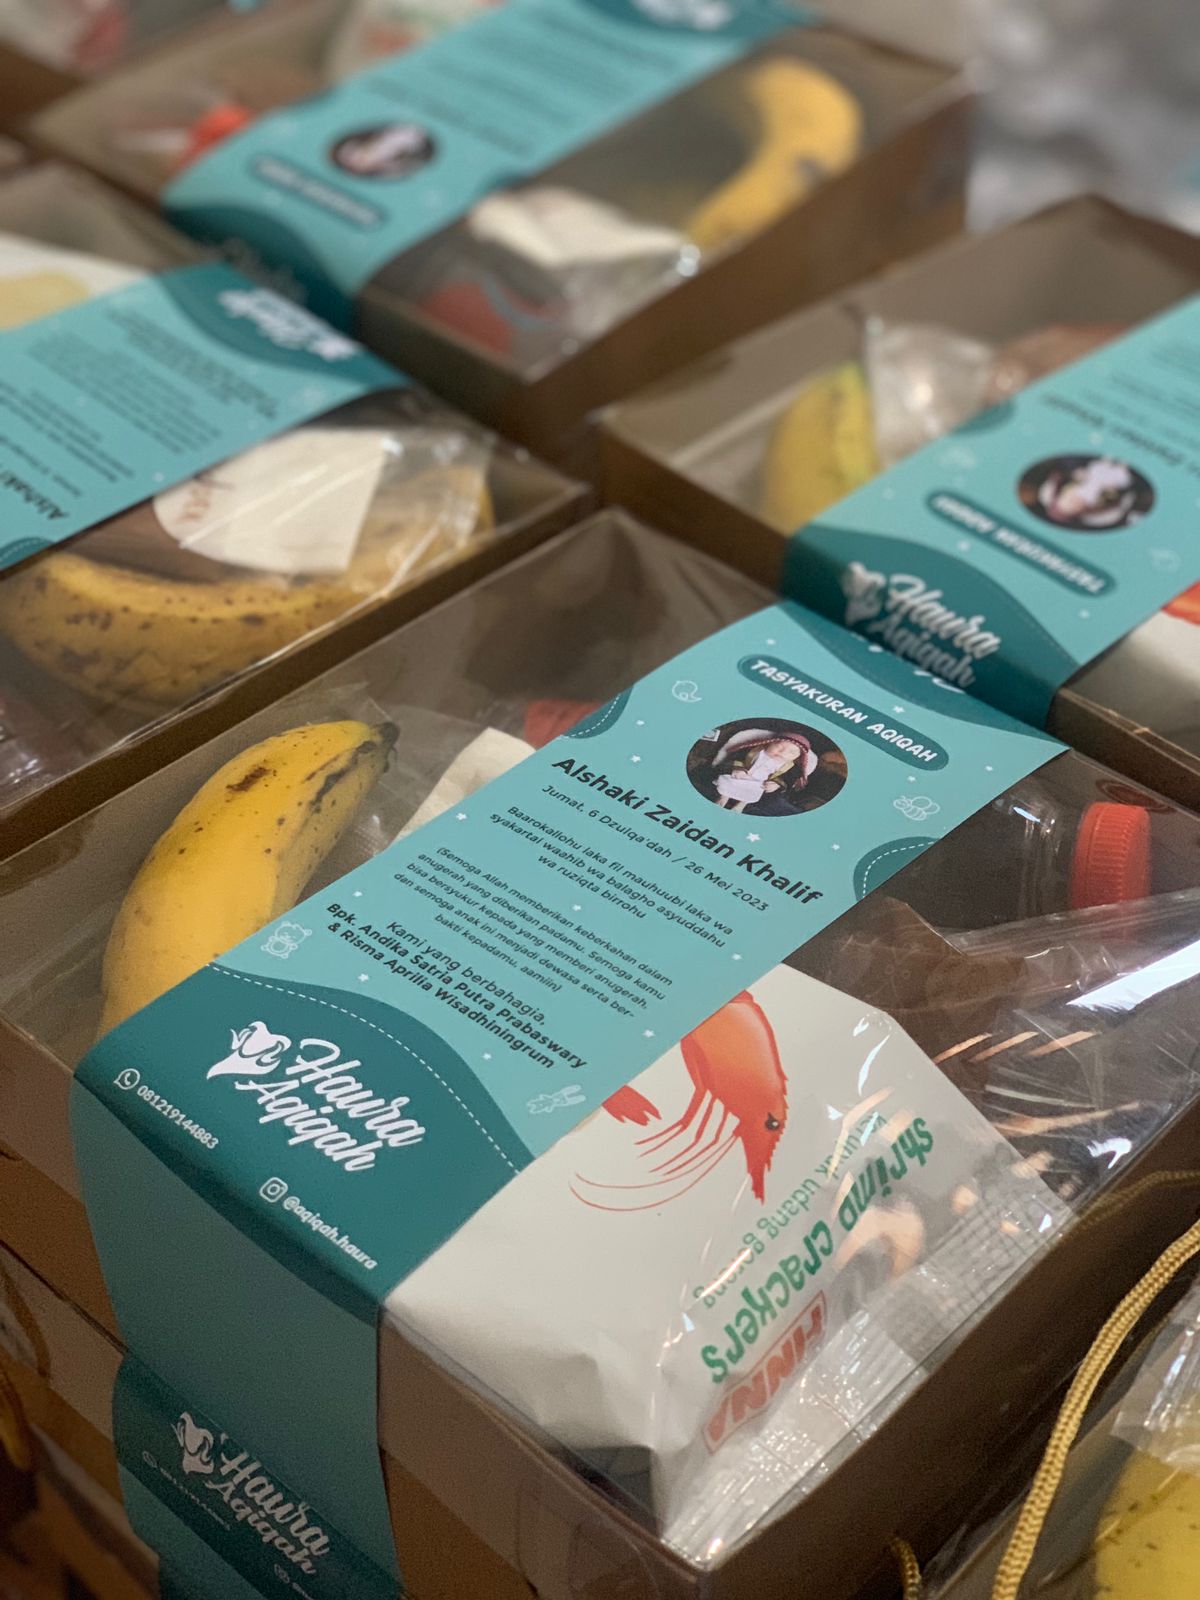 TASYAKURAN AQIQAH
Alshaki Zaidan Khalif
Jumat, 6 Dzulqa'dah / 26 Mei 2023
Baarokallohu laka fil mauhuubi laka wa
syakartal waahib wa balagho asyuddahu
wa ruziqta birrohu
(Semoga Allah memberikan keberkahan dalam
anugerah yang diberikan padamu. Semoga kamu
bisa bersyukur kepada yang memberi anugerah,
dan semoga anak ini menjadi dewasa serta ber-
bakti kepadamu, aamiin)
Kami yang berbahagia,
Bpk. Andika Satria Putra Prabaswary
& Risma Aprilia Wisadhiningrum
Haura
Aqiqah
081219144883
@aqiqah.haura
FINNA
shrimp crackers
kerupuk udang goreng
Haura
Aqiqah
TASYAKURAN AQIQAH
Haura
Aqiqah
Alshaki